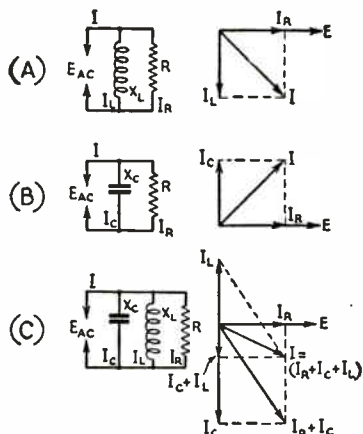 (A)
I
E_AC
X_L
R
I_L
I_R
I_R
E
I_L
I
(B)
I
E_AC
X_C
R
I_C
I_R
I_C
I
I_R
E
(C)
I
E_AC
X_C
X_L
R
I_C
I_L
I_R
I_L
I_R
E
I=
(I_R+I_C+I_L)
I_C+I_L
I_C
I_R+I_C